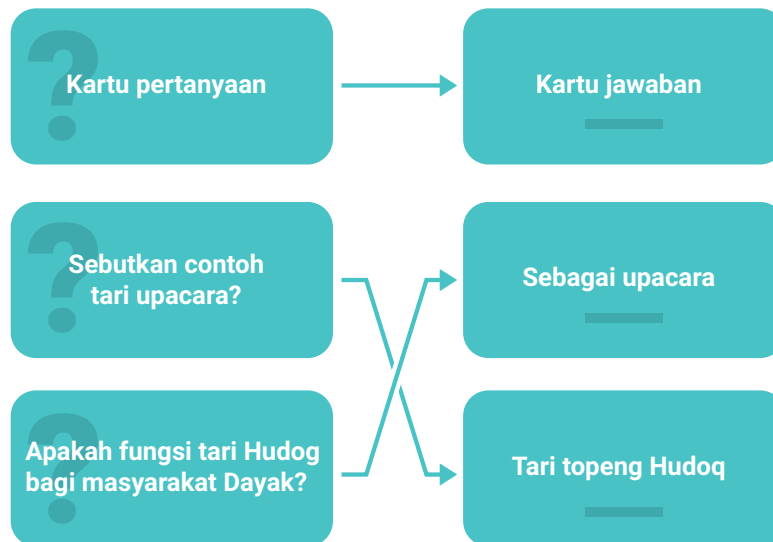 Kartu pertanyaan
Kartu jawaban
Sebutkan contoh
tari upacara?
Sebagai upacara
Apakah fungsi tari Hudog
bagi masyarakat Dayak?
Tari topeng Hudoq